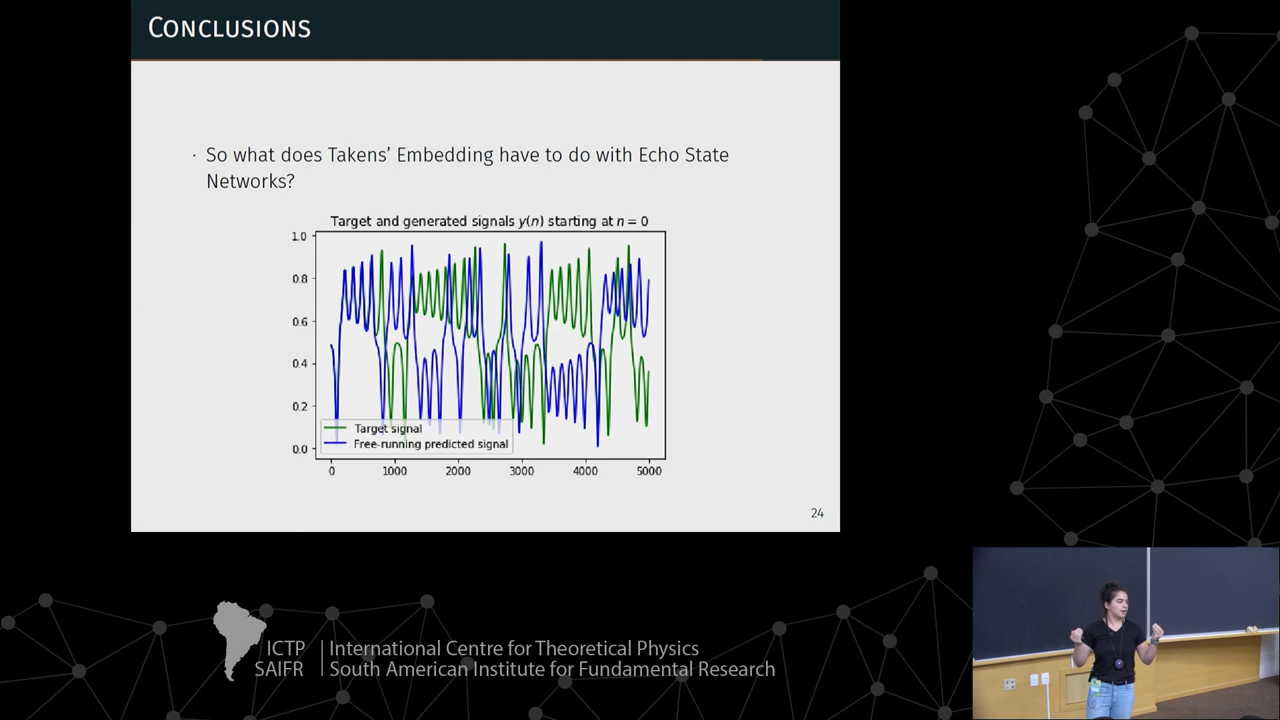 Conclusions
· So what does Takens' Embedding have to do with Echo State
Networks?
Target and generated signals y(n) starting at n = 0
1.0
0.8
0.6
0.4
0.2
0.0
Target signal
Free-running predicted signal
0 1000 2000 3000 4000 5000
24
ICTP
SAIFR
International Centre for Theoretical Physics
South American Institute for Fundamental Research